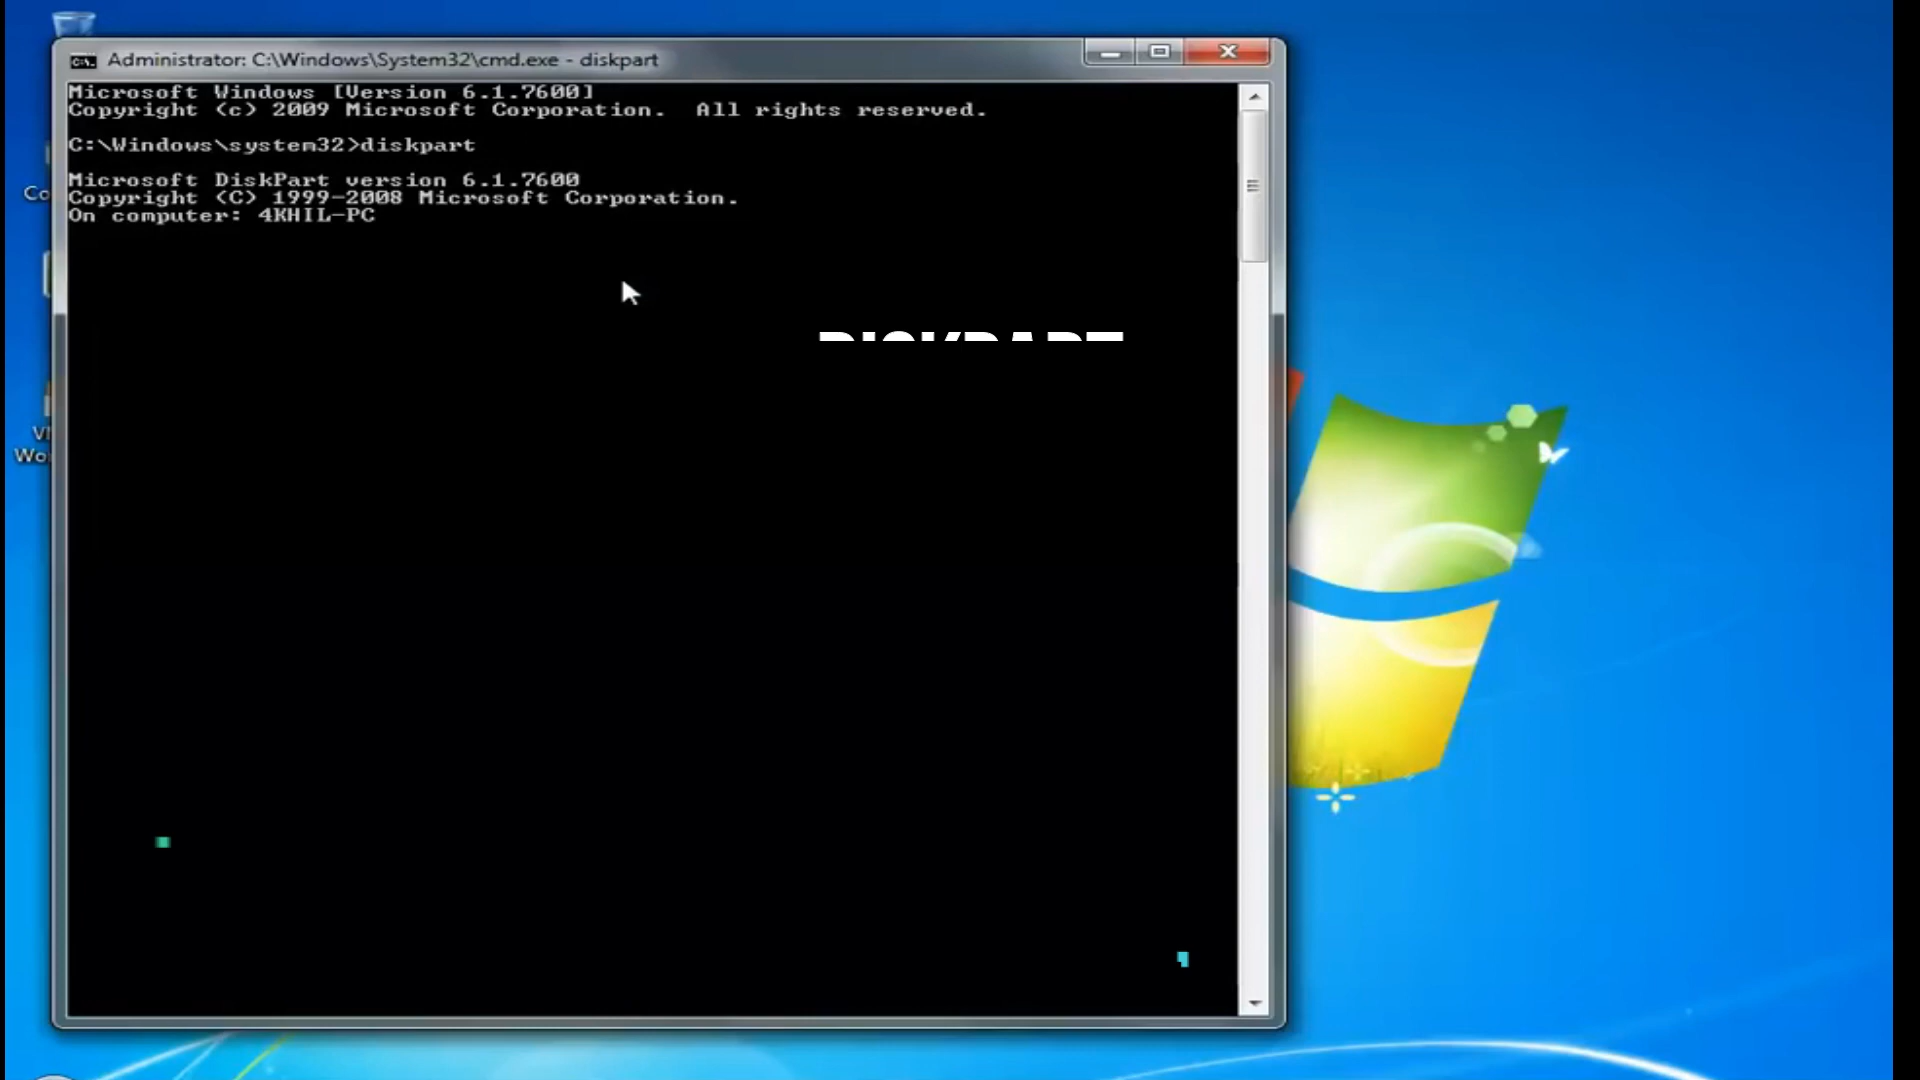 Administrator: C:\Windows\System32\cmd.exe - diskpart
Microsoft Windows [Version 6.1.7600]
Copyright (c) 2009 Microsoft Corporation.  All rights reserved.
C:\Windows\system32>diskpart
Microsoft DiskPart version 6.1.7600
Copyright (C) 1999-2008 Microsoft Corporation.
On computer: 4KHIL-PC
DISKPART